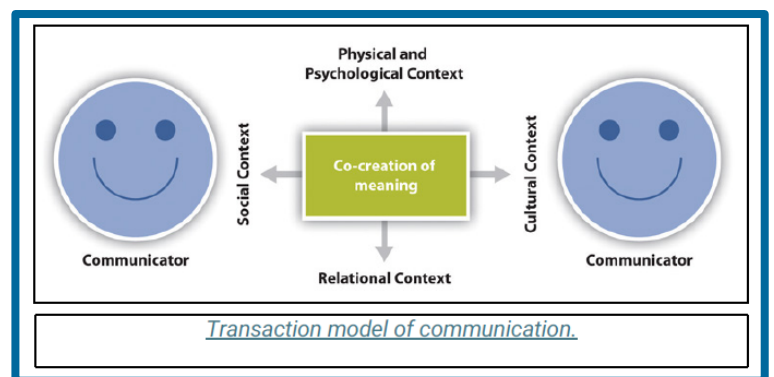 Physical and
Psychological Context
Social Context
Co-creation of
meaning
Cultural Context
Communicator
Relational Context
Communicator
Transaction model of communication.